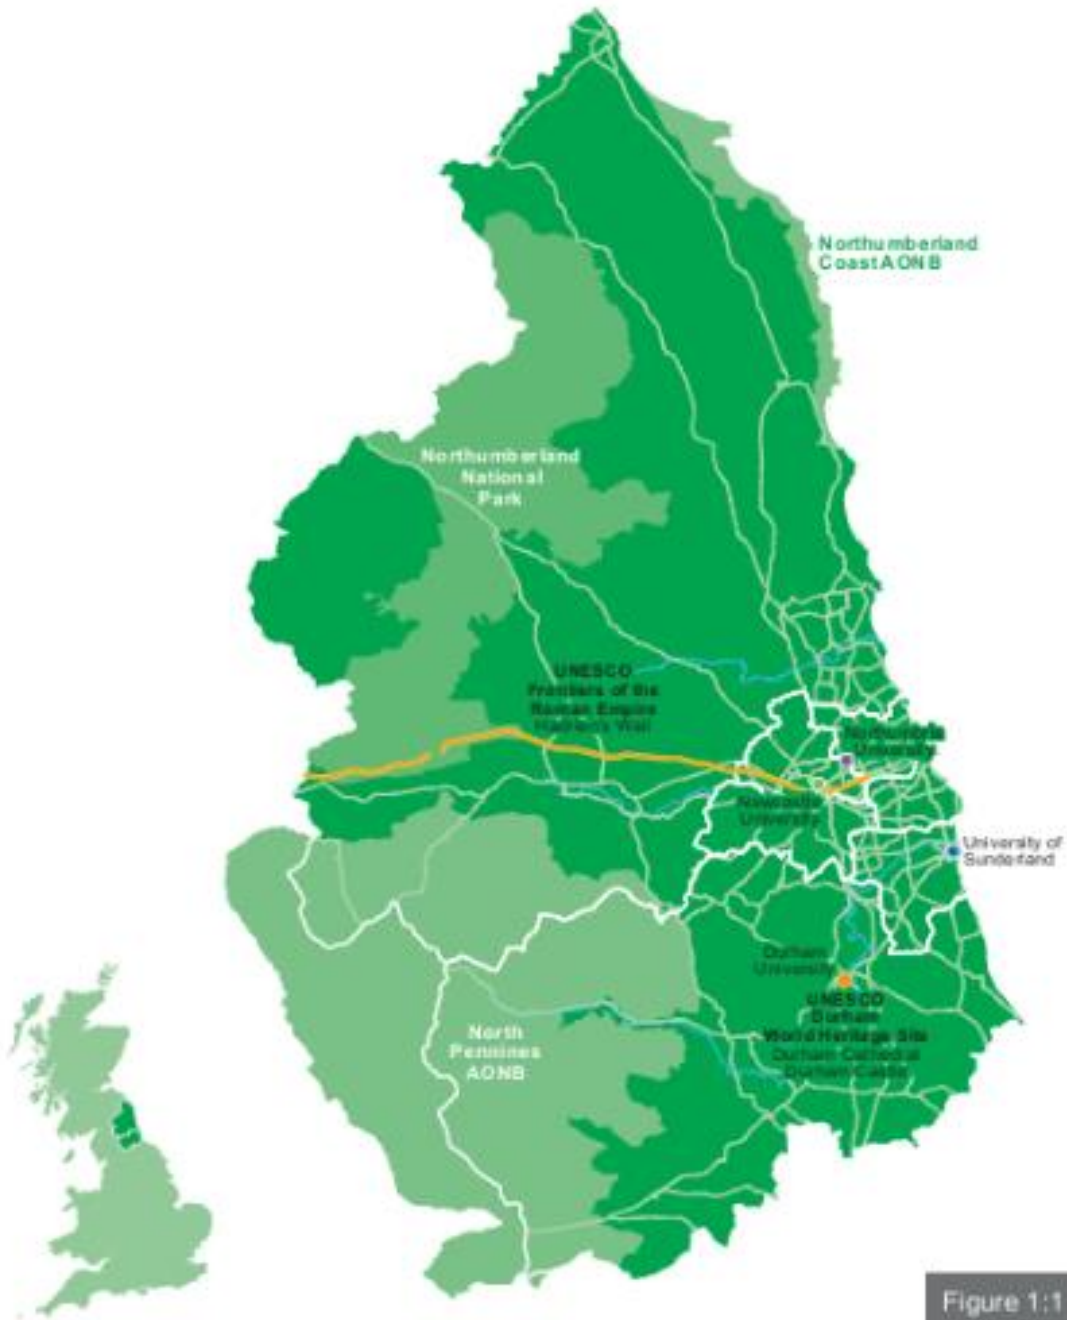 Northumberland
Coast AONB
Northumberland
National
Park
UNESCO
Frontiers of the
Roman Empire
Hadrian's Wall
Northumbria
University
Newcastle
University
University of
Sunderland
Durham
University
UNESCO
Durham
World Heritage Site
Durham Cathedral
Durham Castle
North
Pennines
AONB
Figure 1:1